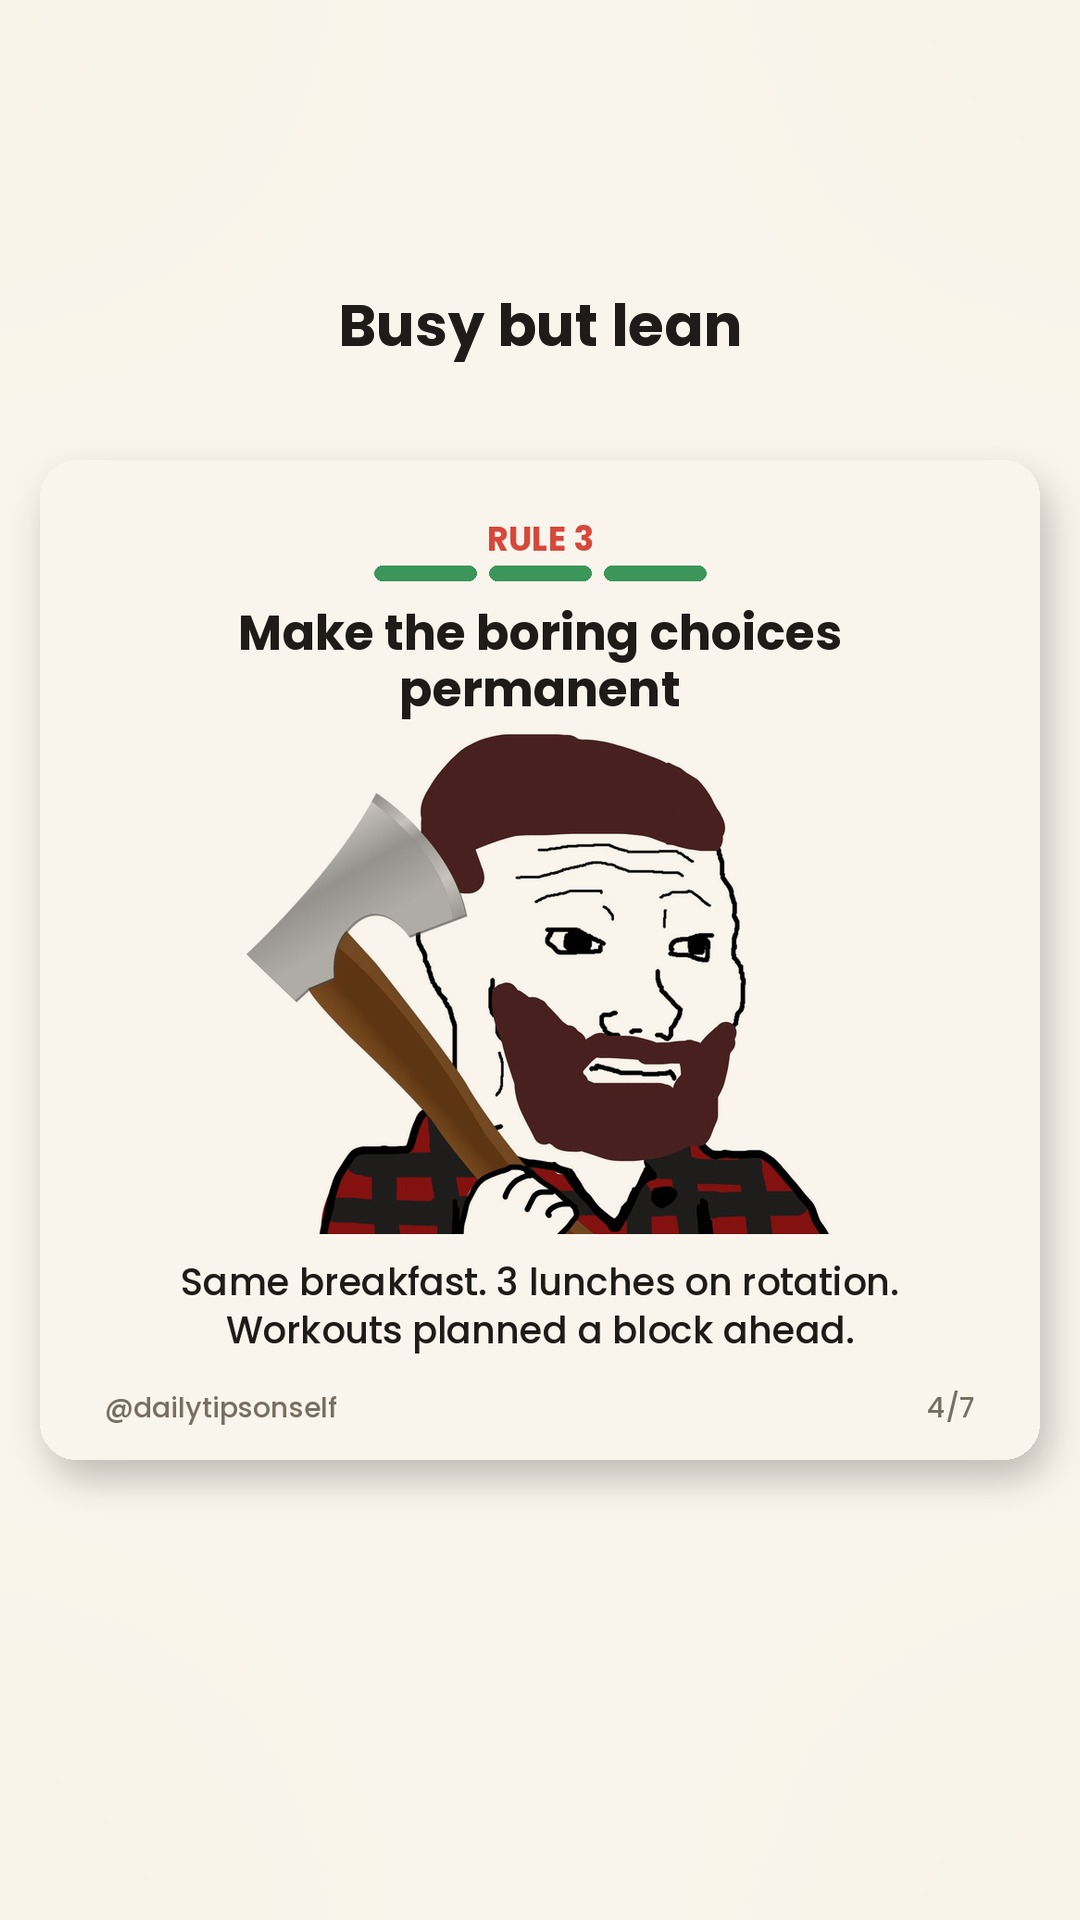 Busy but lean
RULE 3
Make the boring choices
permanent
Same breakfast. 3 lunches on rotation.
Workouts planned a block ahead.
@dailytipsonself
4/7